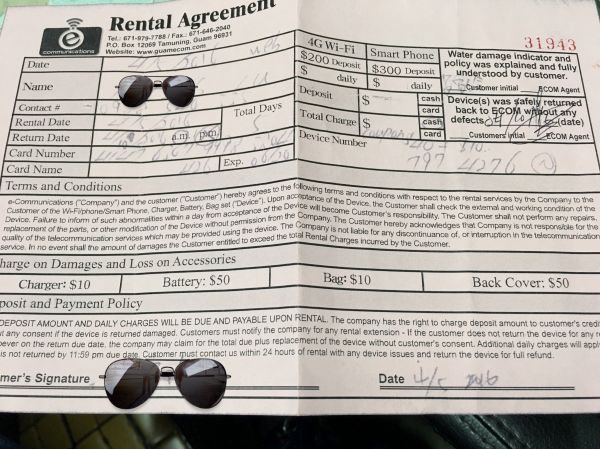 Rental Agreement
e
communications
Tel.: 671-979-7788 / Fax.: 671-646-2040
P.O. Box 12069 Tamuning, Guam 96931
Website: www.guamecom.com
31943
Date
4G Wi-Fi
Smart Phone
Water damage indicator and policy was explained and fully understood by customer.
$200 Deposit
$300 Deposit
Name
daily
$ daily
Customer initial
ECOM Agent
Contact #
Deposit
$
cash
card
Device(s) was safely returned back to ECOM without any defects (date)
Rental Date
Total Days
5
Total Charge
$
cash
card
Customers initial
ECOM Agent
Return Date
a.m. p.m.
Device Number
Card Number
797 4276
Card Name
Exp.
Terms and Conditions
e-Communications ("Company") and the customer ("Customer") hereby agrees to the following terms and conditions with respect to the rental services by the Company to the
Customer of the Wi-Fi/phone/Smart Phone, Charger, Battery, Bag set ("Device"). Upon acceptance of the Device, the Customer shall check the external and working condition of the
Device. Failure to inform of such abnormalities within a day from acceptance of the Device will become Customer's responsibility. The Customer shall not perform any repairs,
replacement of the parts, or other modification of the Device without permission from the Company. The Customer hereby acknowledges that Company is not responsible for the
quality of the telecommunication services which may be provided using the device. The Company is not liable for any discontinuance of, or interruption in the telecommunication
service. In no event shall the amount of damages the Customer entitled to exceed the total Rental Charges incurred by the Customer.
harge on Damages and Loss on Accessories
Charger: $10
Battery: $50
Bag: $10
Back Cover: $50
posit and Payment Policy
DEPOSIT AMOUNT AND DAILY CHARGES WILL BE DUE AND PAYABLE UPON RENTAL. The company has the right to charge deposit amount to customer's credi
ut any consent if the device is returned damaged. Customers must notify the company for any rental extension - If the customer does not return the device for any r
ever on the return due date, the company may claim for the total due plus replacement of the device without customer's consent. Additional daily charges will appl
is not returned by 11:59 pm due date. Customer must contact us within 24 hours of rental with any device issues and return the device for full refund.
mer's Signature
Date 4/5 2016